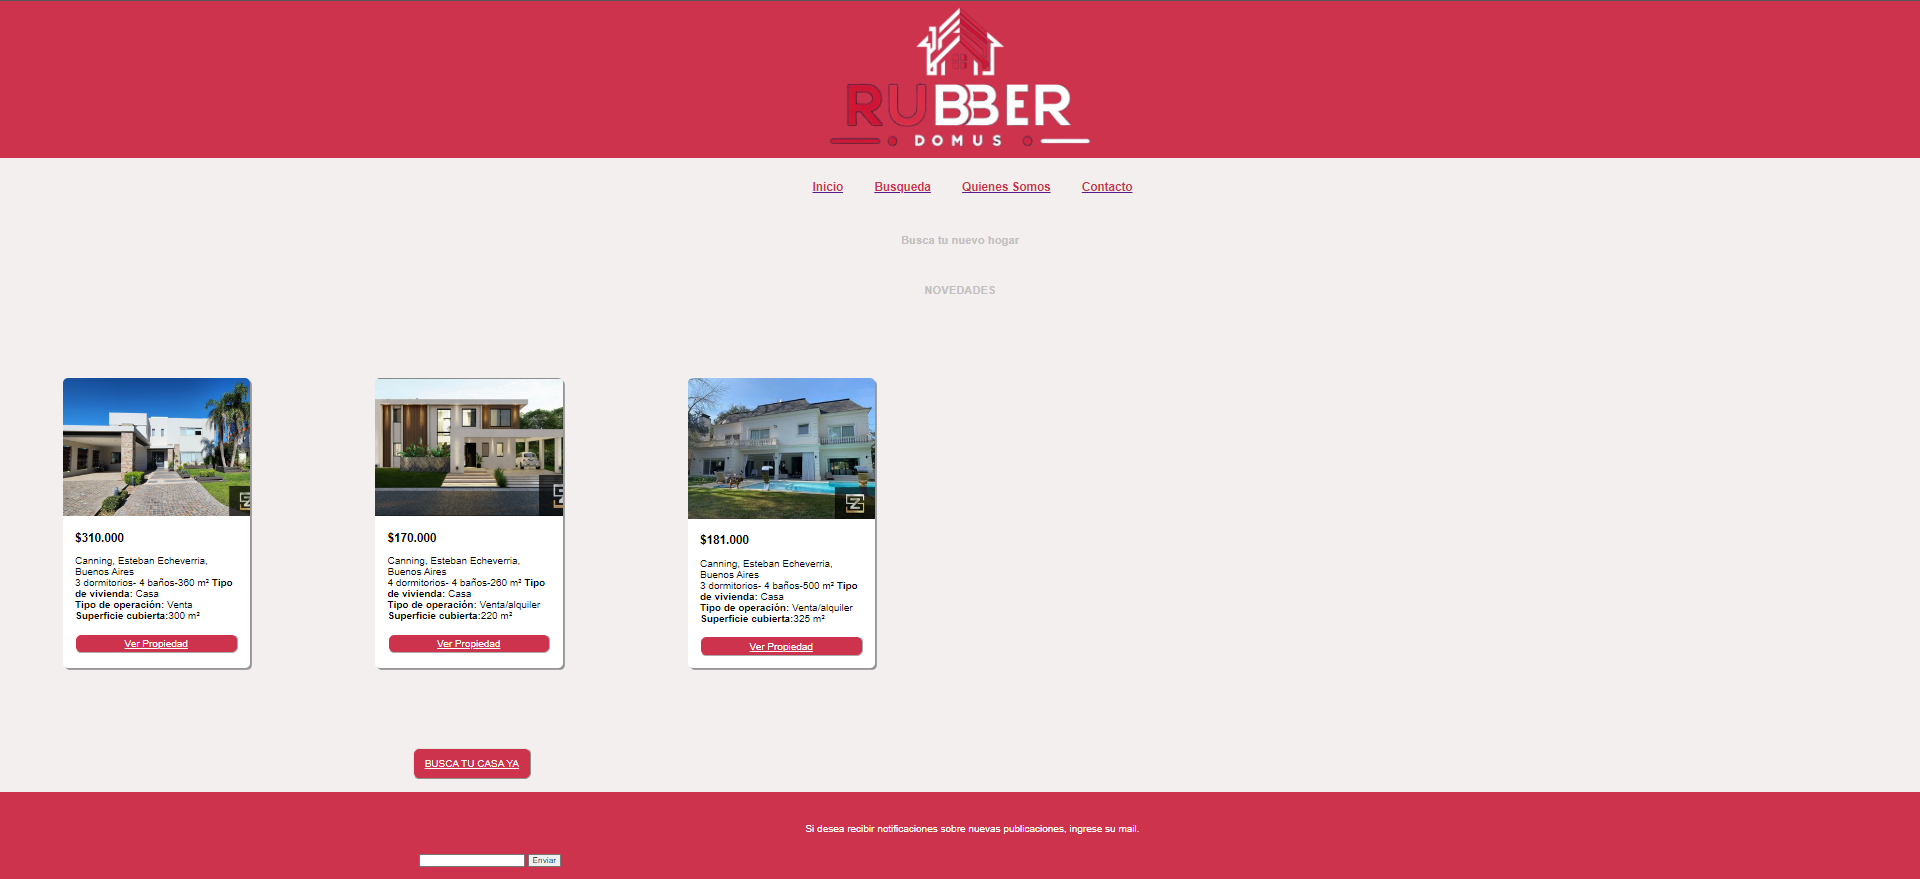 RUBBER
DOMUS
Inicio Busqueda Quienes Somos Contacto
Busca tu nuevo hogar
NOVEDADES
$310.000
Canning, Esteban Echeverria,
Buenos Aires
3 dormitorios- 4 baños-360 m² Tipo
de vivienda: Casa
Tipo de operación: Venta
Superficie cubierta:300 m²
Ver Propiedad
$170.000
Canning, Esteban Echeverria,
Buenos Aires
4 dormitorios- 4 baños-260 m² Tipo
de vivienda: Casa
Tipo de operación: Venta/alquiler
Superficie cubierta:220 m²
Ver Propiedad
$181.000
Canning, Esteban Echeverria,
Buenos Aires
3 dormitorios- 4 baños-500 m² Tipo
de vivienda: Casa
Tipo de operación: Venta/alquiler
Superficie cubierta:325 m²
Ver Propiedad
BUSCA TU CASA YA
Si desea recibir notificaciones sobre nuevas publicaciones, ingrese su mail.
Enviar